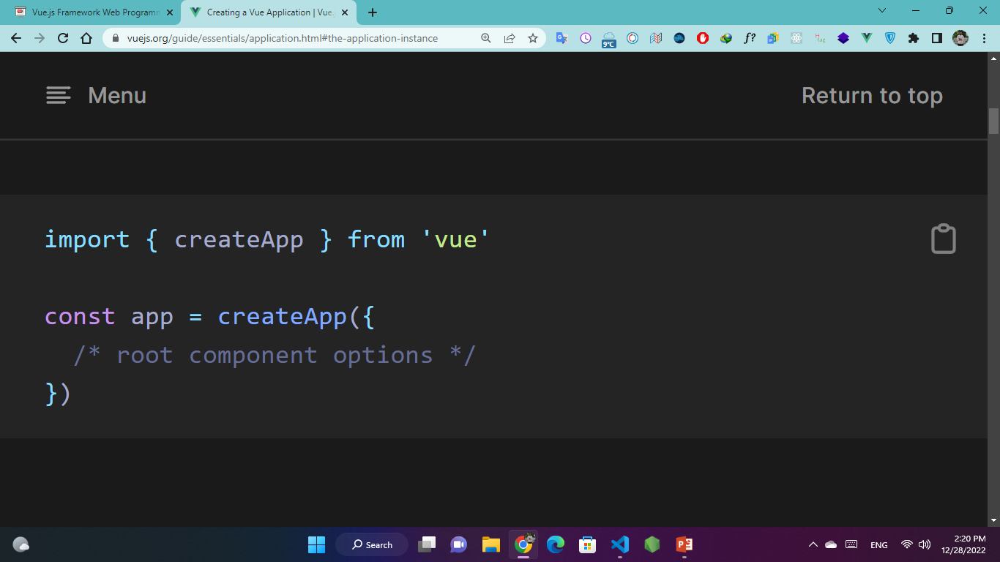 Vue.js Framework Web Programm
Creating a Vue Application | Vue.
vuejs.org/guide/essentials/application.html#the-application-instance
9°C
f?
Menu
Return to top
import { createApp } from 'vue'
const app = createApp({
  /* root component options */
})
Search
ENG
2:20 PM
12/28/2022